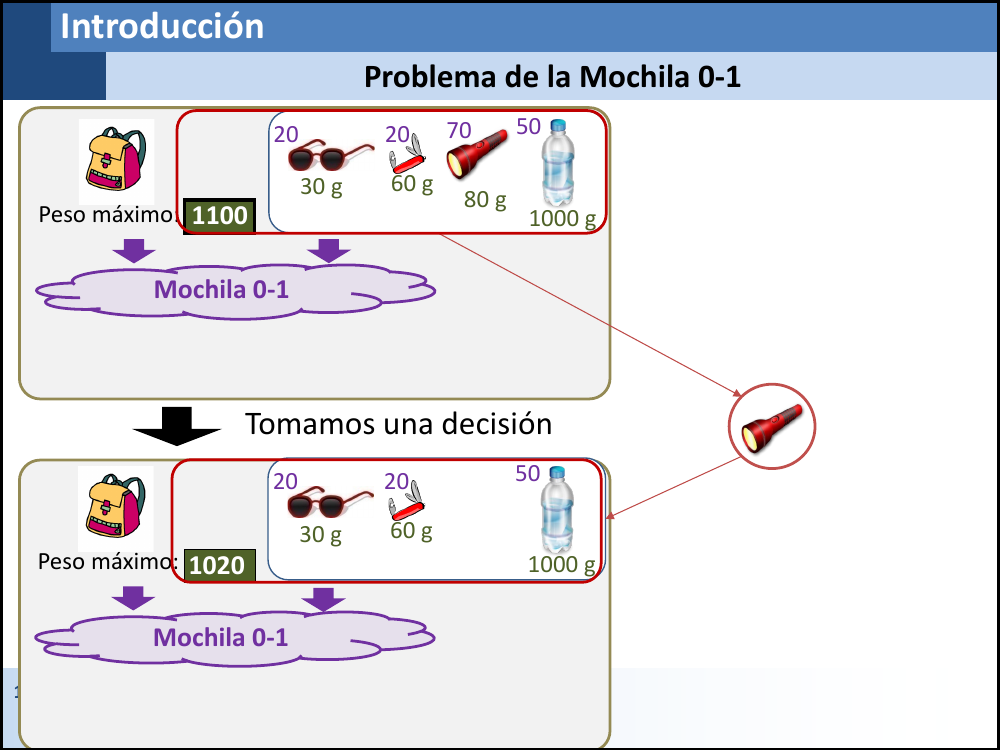 Introducción
Problema de la Mochila 0-1
20 20 70 50
30 g 60 g 80 g 1000 g
Peso máximo: 1100
Mochila 0-1
Tomamos una decisión
20 20 50
30 g 60 g 1000 g
Peso máximo: 1020
Mochila 0-1